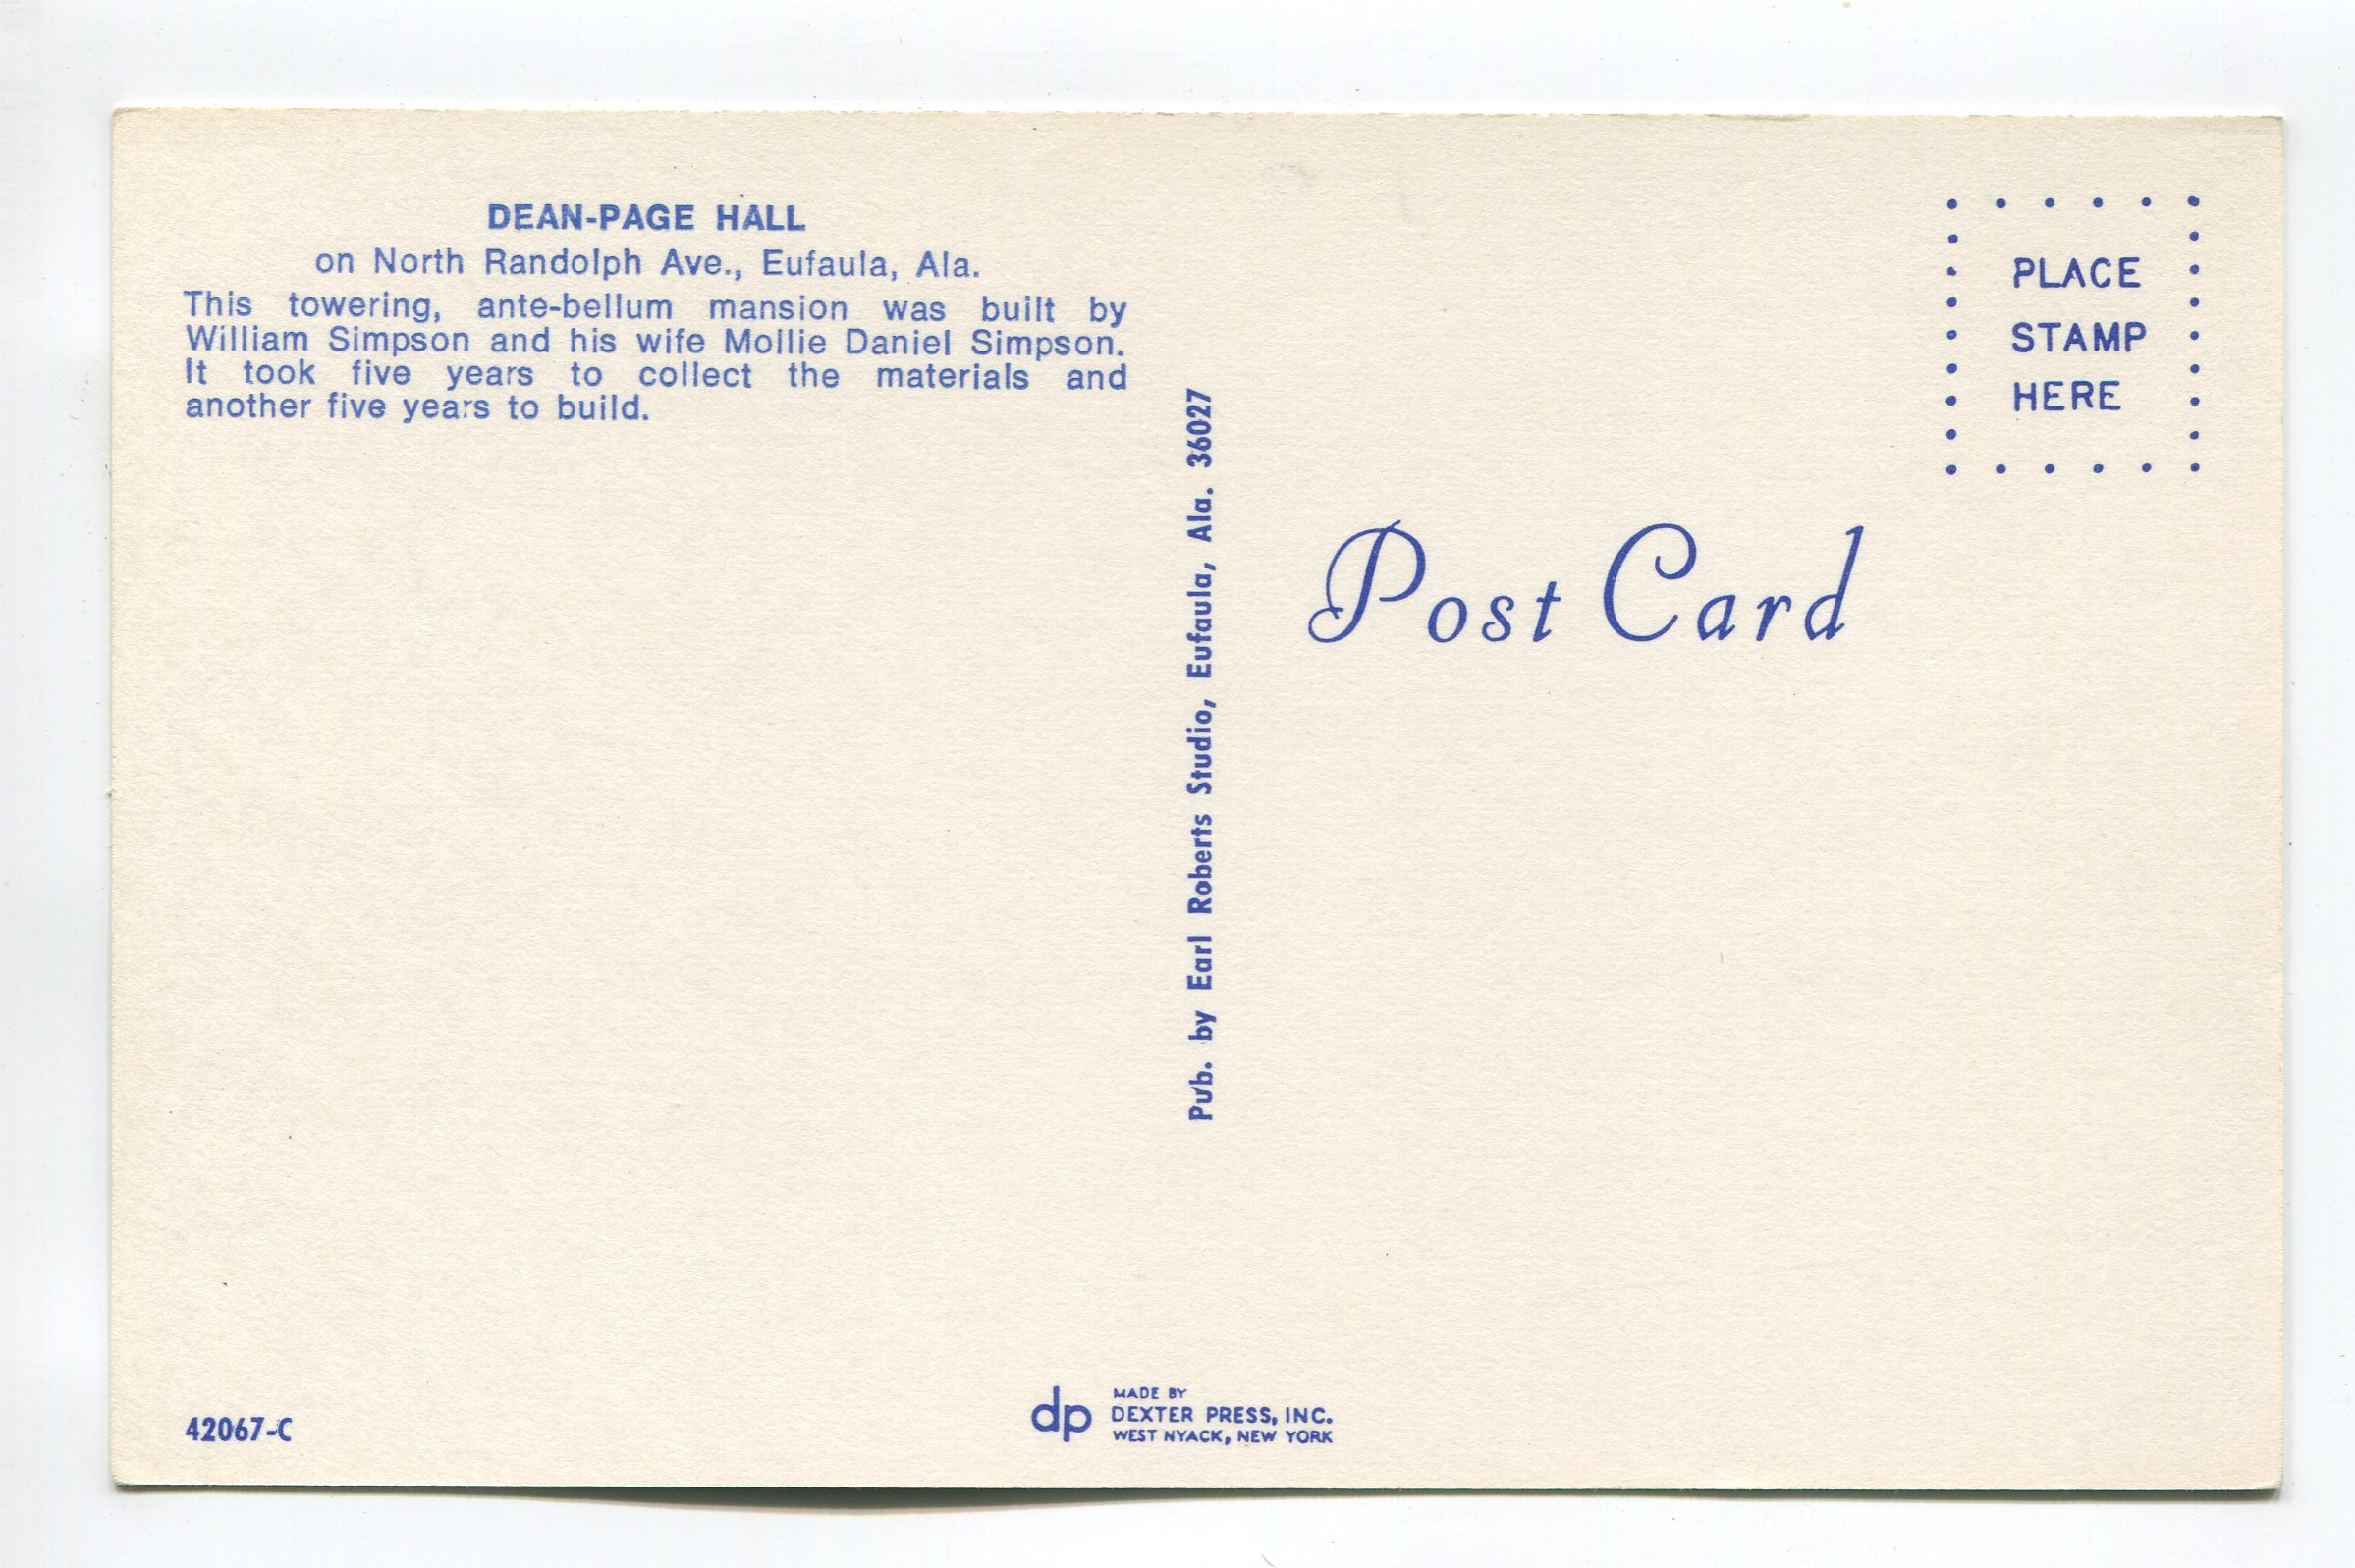 DEAN-PAGE HALL
on North Randolph Ave., Eufaula, Ala.
This towering, ante-bellum mansion was built by
William Simpson and his wife Mollie Daniel Simpson.
It took five years to collect the materials and
another five years to build.
Pub. by Earl Roberts Studio, Eufaula, Ala. 36027
PLACE
STAMP
HERE
Post Card
42067-C
dp
MADE BY
DEXTER PRESS, INC.
WEST NYACK, NEW YORK